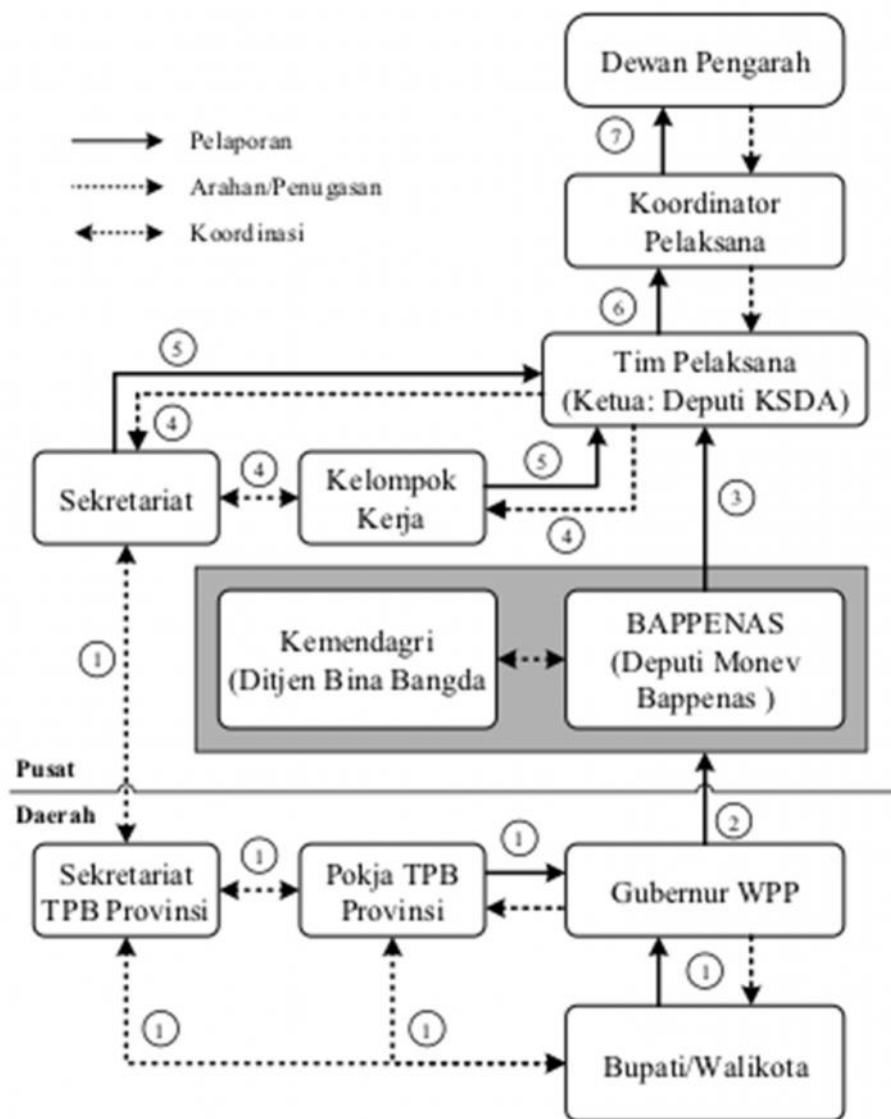 Dewan Pengarah
Pelaporan
Arahan/Penugasan
Koordinasi
7
Koordinator
Pelaksana
6
5
Tim Pelaksana
(Ketua: Deputi KSDA)
4
4
5
Sekretariat
Kelompok
Kerja
4
3
Kemendagri
(Ditjen Bina Bangda
BAPPENAS
(Deputi Monev
Bappenas )
1
Pusat
Daerah
2
1
1
Sekretariat
TPB Provinsi
Pokja TPB
Provinsi
Gubernur WPP
1
1
1
Bupati/Walikota